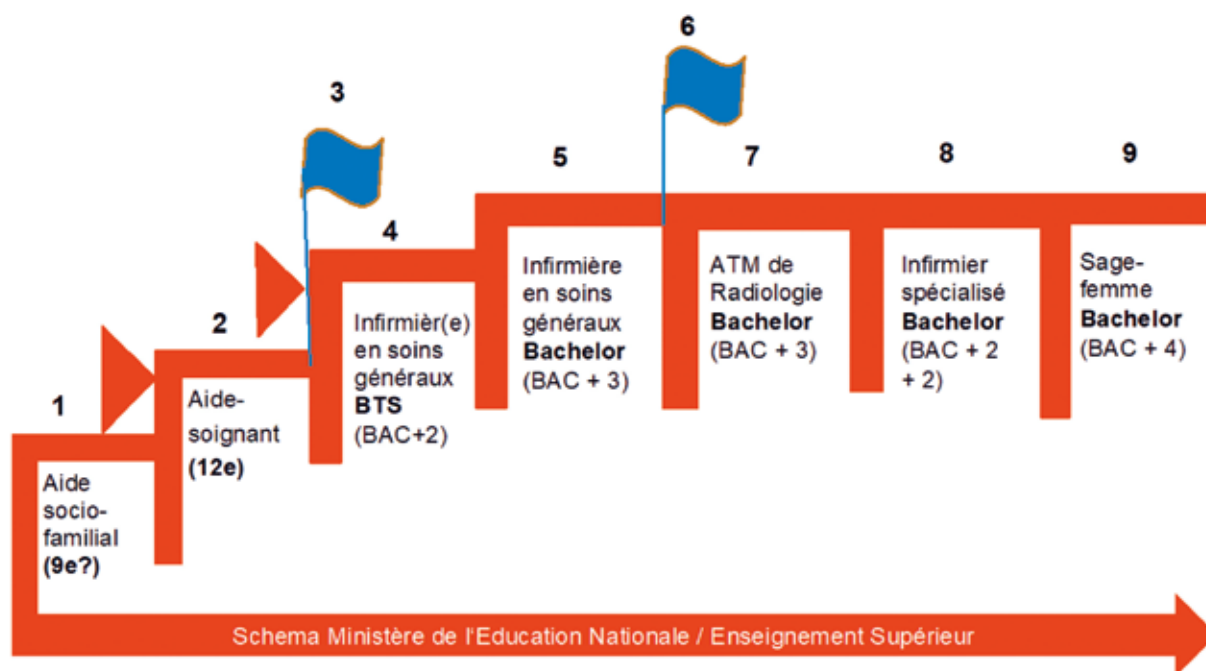 1
Aide
socio-
familial
(9e?)
2
Aide-
soignant
(12e)
3
4
Infirmièr(e)
en soins
généraux
BTS
(BAC+2)
5
Infirmière
en soins
généraux
Bachelor
(BAC + 3)
6
7
ATM de
Radiologie
Bachelor
(BAC + 3)
8
Infirmier
spécialisé
Bachelor
(BAC + 2
+ 2)
9
Sage-
femme
Bachelor
(BAC + 4)
Schema Ministère de l'Education Nationale / Enseignement Supérieur